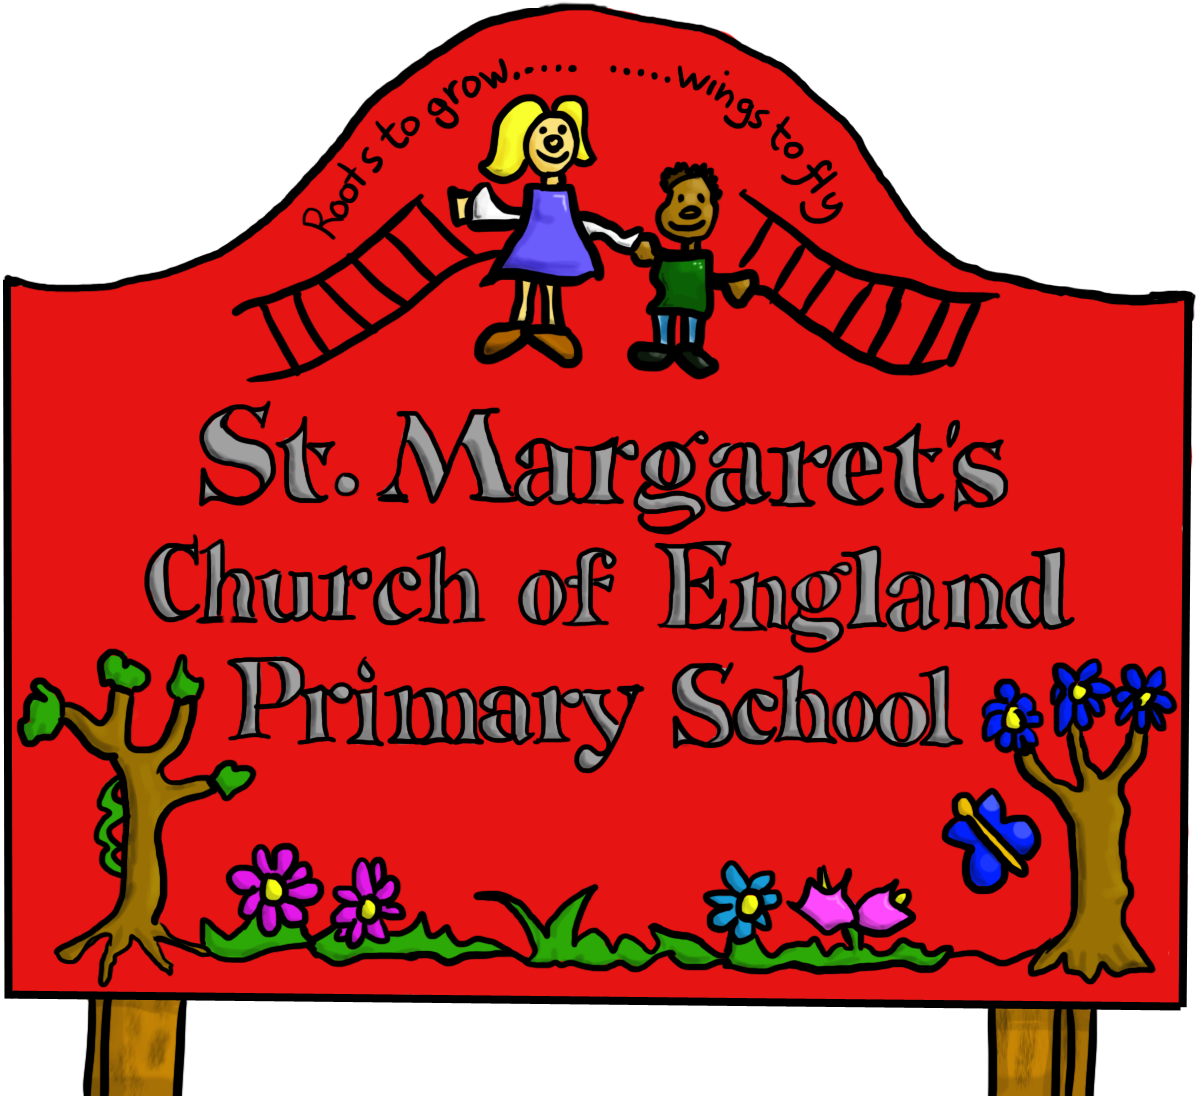 Roots to grow..... .....wings to fly
St. Margaret's
Church of England
Primary School